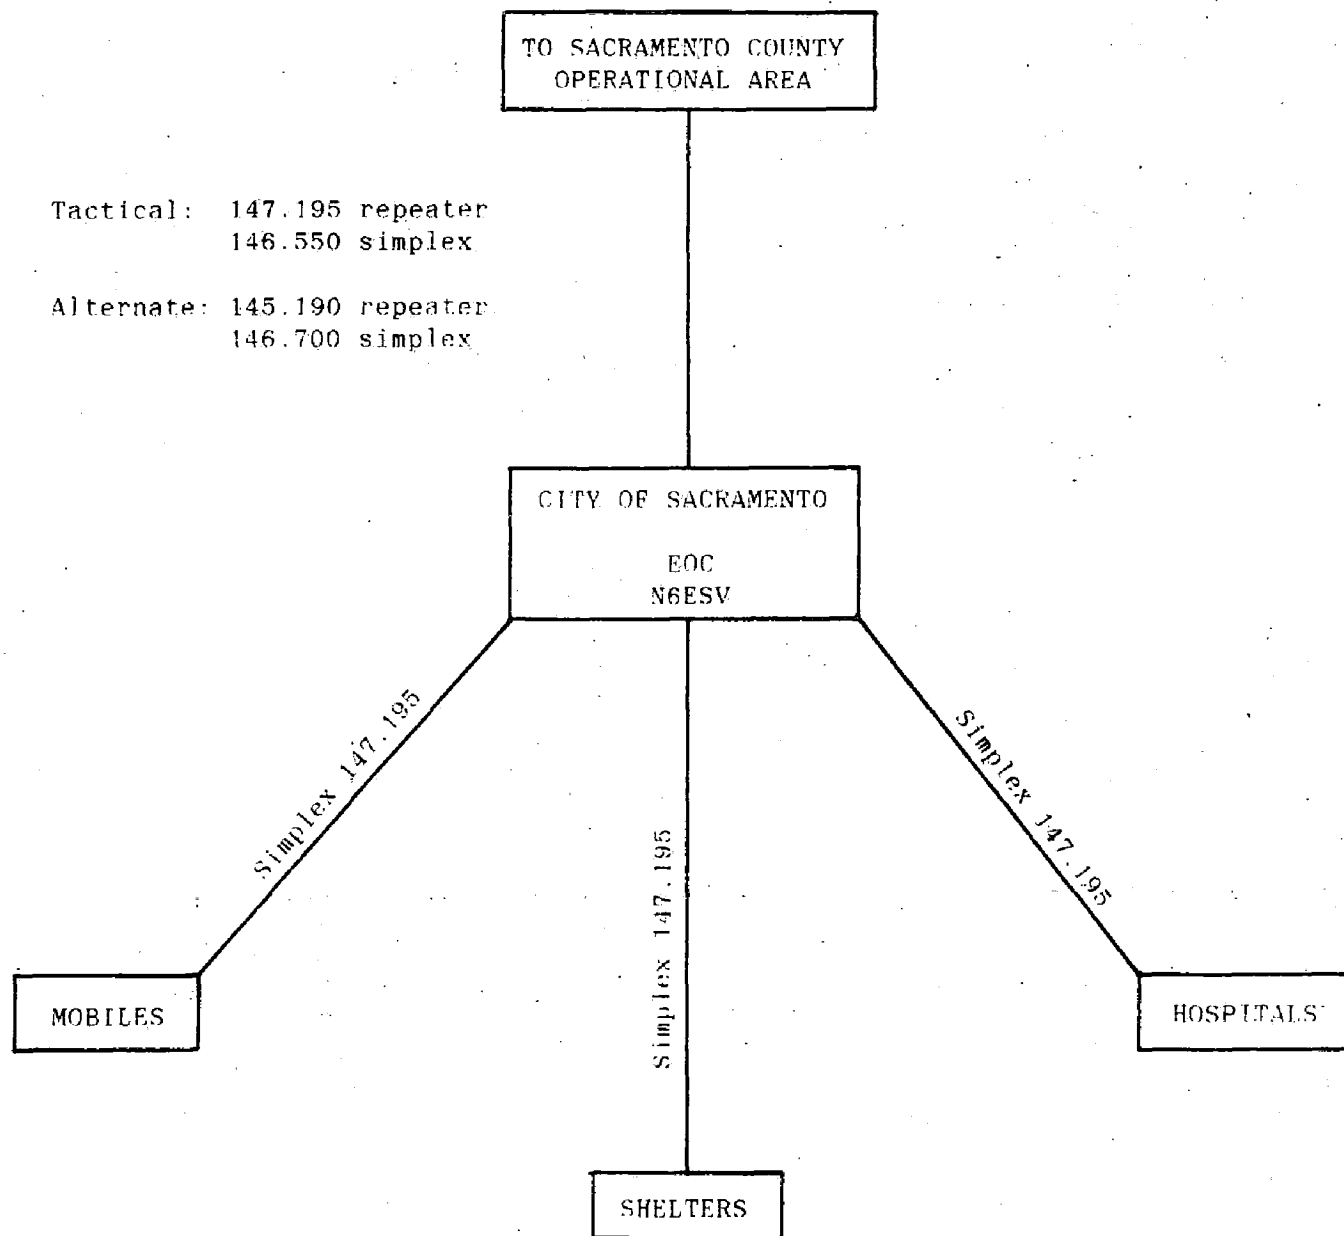 TO SACRAMENTO COUNTY
OPERATIONAL AREA
Tactical: 147.195 repeater
146.550 simplex
Alternate: 145.190 repeater
146.700 simplex
CITY OF SACRAMENTO
EOC
N6ESV
Simplex 147.195
Simplex 147.195
Simplex 147.195
MOBILES
HOSPITALS
SHELTERS